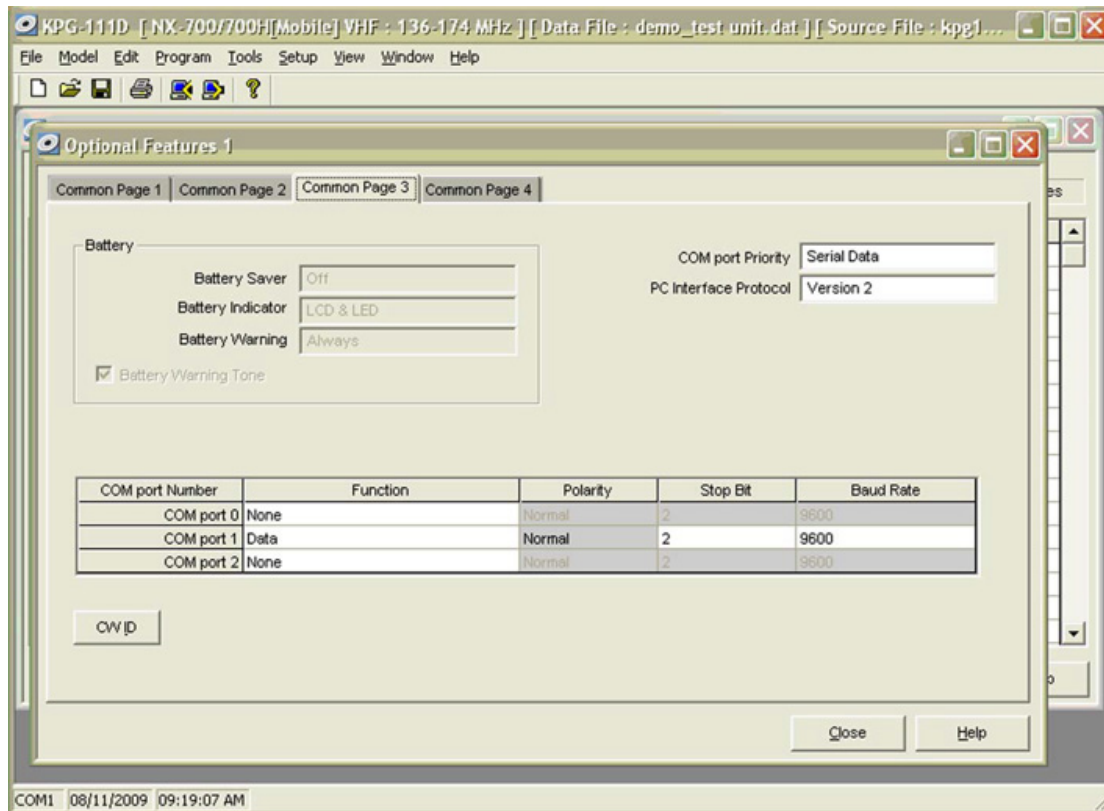 KPG-111D [ NX-700/700H[Mobile] VHF : 136-174 MHz ] [ Data File : demo_test unit.dat ] [ Source File : kpg1...
File Model Edit Program Tools Setup View Window Help
Optional Features 1
Common Page 1 Common Page 2 Common Page 3 Common Page 4
es
Battery
Battery Saver Off
Battery Indicator LCD & LED
Battery Warning Always
Battery Warning Tone
COM port Priority Serial Data
PC Interface Protocol Version 2
COM port Number Function Polarity Stop Bit Baud Rate
COM port 0 None Normal 2 9600
COM port 1 Data Normal 2 9600
COM port 2 None Normal 2 9600
CW ID
Close Help
COM1 08/11/2009 09:19:07 AM